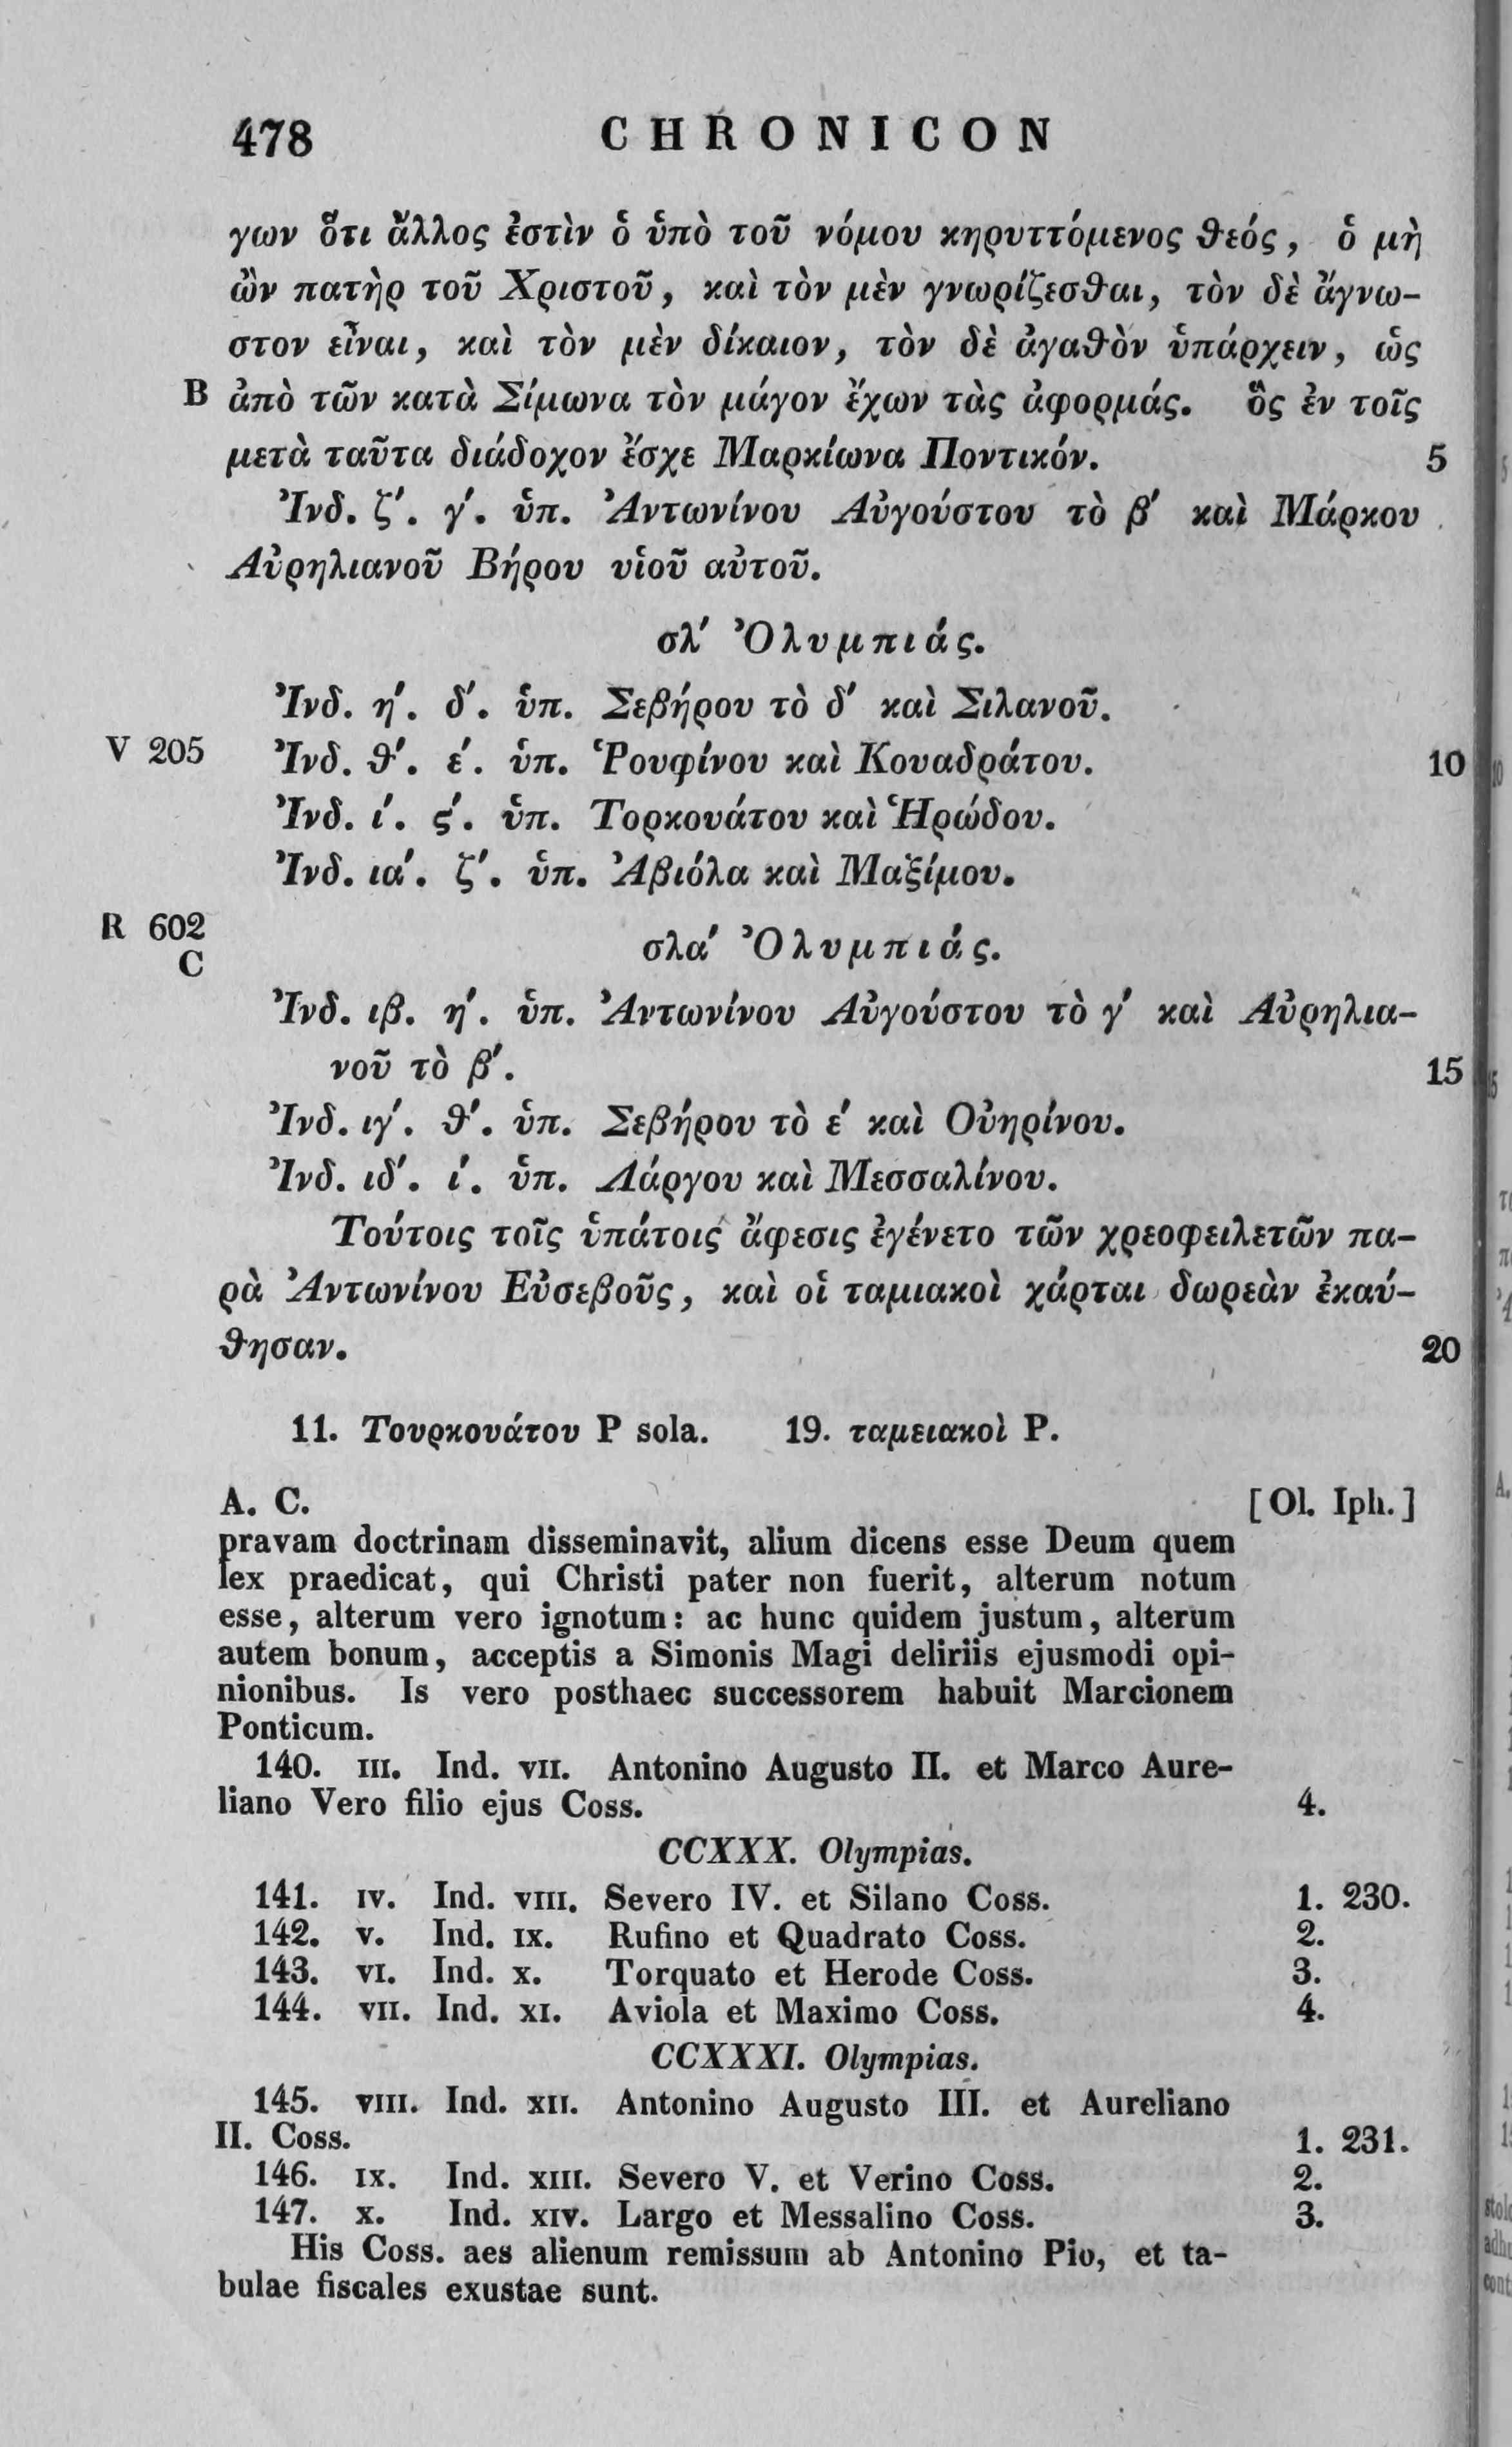 478 CHRONICON
γων ὅτι ἄλλος ἐστὶν ὁ ὑπὸ τοῦ νόμου κηρυττόμενος θεός, ὁ μὴ
ὢν πατὴρ τοῦ Χριστοῦ, καὶ τὸν μὲν γνωρίζεσθαι, τὸν δὲ ἄγνω-
στον εἶναι, καὶ τὸν μὲν δίκαιον, τὸν δὲ ἀγαθὸν ὑπάρχειν, ὡς
B ἀπὸ τῶν κατὰ Σίμωνα τὸν μάγον ἔχων τὰς ἀφορμάς. ὃς ἐν τοῖς
μετὰ ταῦτα διάδοχον ἔσχε Μαρκίωνα Ποντικόν. 5
Ἰνδ. ζ΄. γ΄. ὑπ. Ἀντωνίνου Αὐγούστου τὸ β΄ καὶ Μάρκου
Αὐρηλιανοῦ Βήρου υἱοῦ αὐτοῦ.
σλ΄ Ὀλυμπιάς.
Ἰνδ. η΄. δ΄. ὑπ. Σεβήρου τὸ δ΄ καὶ Σιλανοῦ.
V 205 Ἰνδ. θ΄. ε΄. ὑπ. Ῥουφίνου καὶ Κουαδράτου. 10
Ἰνδ. ι΄. ς΄. ὑπ. Τορκουάτου καὶ Ἡρώδου.
Ἰνδ. ια΄. ζ΄. ὑπ. Ἀβιόλα καὶ Μαξίμου.
R 602
C
σλα΄ Ὀλυμπιάς.
Ἰνδ. ιβ. η΄. ὑπ. Ἀντωνίνου Αὐγούστου τὸ γ΄ καὶ Αὐρηλια-
νοῦ τὸ β΄. 15
Ἰνδ. ιγ΄. θ΄. ὑπ. Σεβήρου τὸ ε΄ καὶ Οὐηρίνου.
Ἰνδ. ιδ΄. ι΄. ὑπ. Λάργου καὶ Μεσσαλίνου.
Τούτοις τοῖς ὑπάτοις ἄφεσις ἐγένετο τῶν χρεοφειλετῶν πα-
ρὰ Ἀντωνίνου Εὐσεβοῦς, καὶ οἱ ταμιακοὶ χάρται δωρεὰν ἐκαύ-
θησαν. 20
11. Τουρκουάτου P sola. 19. ταμειακοὶ P.
A. C. [Ol. Iph.]
pravam doctrinam disseminavit, alium dicens esse Deum quem
lex praedicat, qui Christi pater non fuerit, alterum notum
esse, alterum vero ignotum: ac hunc quidem justum, alterum
autem bonum, acceptis a Simonis Magi deliriis ejusmodi opi-
nionibus. Is vero posthaec successorem habuit Marcionem
Ponticum.
140. III. Ind. VII. Antonino Augusto II. et Marco Aure-
liano Vero filio ejus Coss. 4.
CCXXX. Olympias.
141. IV. Ind. VIII. Severo IV. et Silano Coss. 1. 230.
142. V. Ind. IX. Rufino et Quadrato Coss. 2.
143. VI. Ind. X. Torquato et Herode Coss. 3.
144. VII. Ind. XI. Aviola et Maximo Coss. 4.
CCXXXI. Olympias.
145. VIII. Ind. XII. Antonino Augusto III. et Aureliano
II. Coss. 1. 231.
146. IX. Ind. XIII. Severo V. et Verino Coss. 2.
147. X. Ind. XIV. Largo et Messalino Coss. 3.
His Coss. aes alienum remissum ab Antonino Pio, et ta-
bulae fiscales exustae sunt.